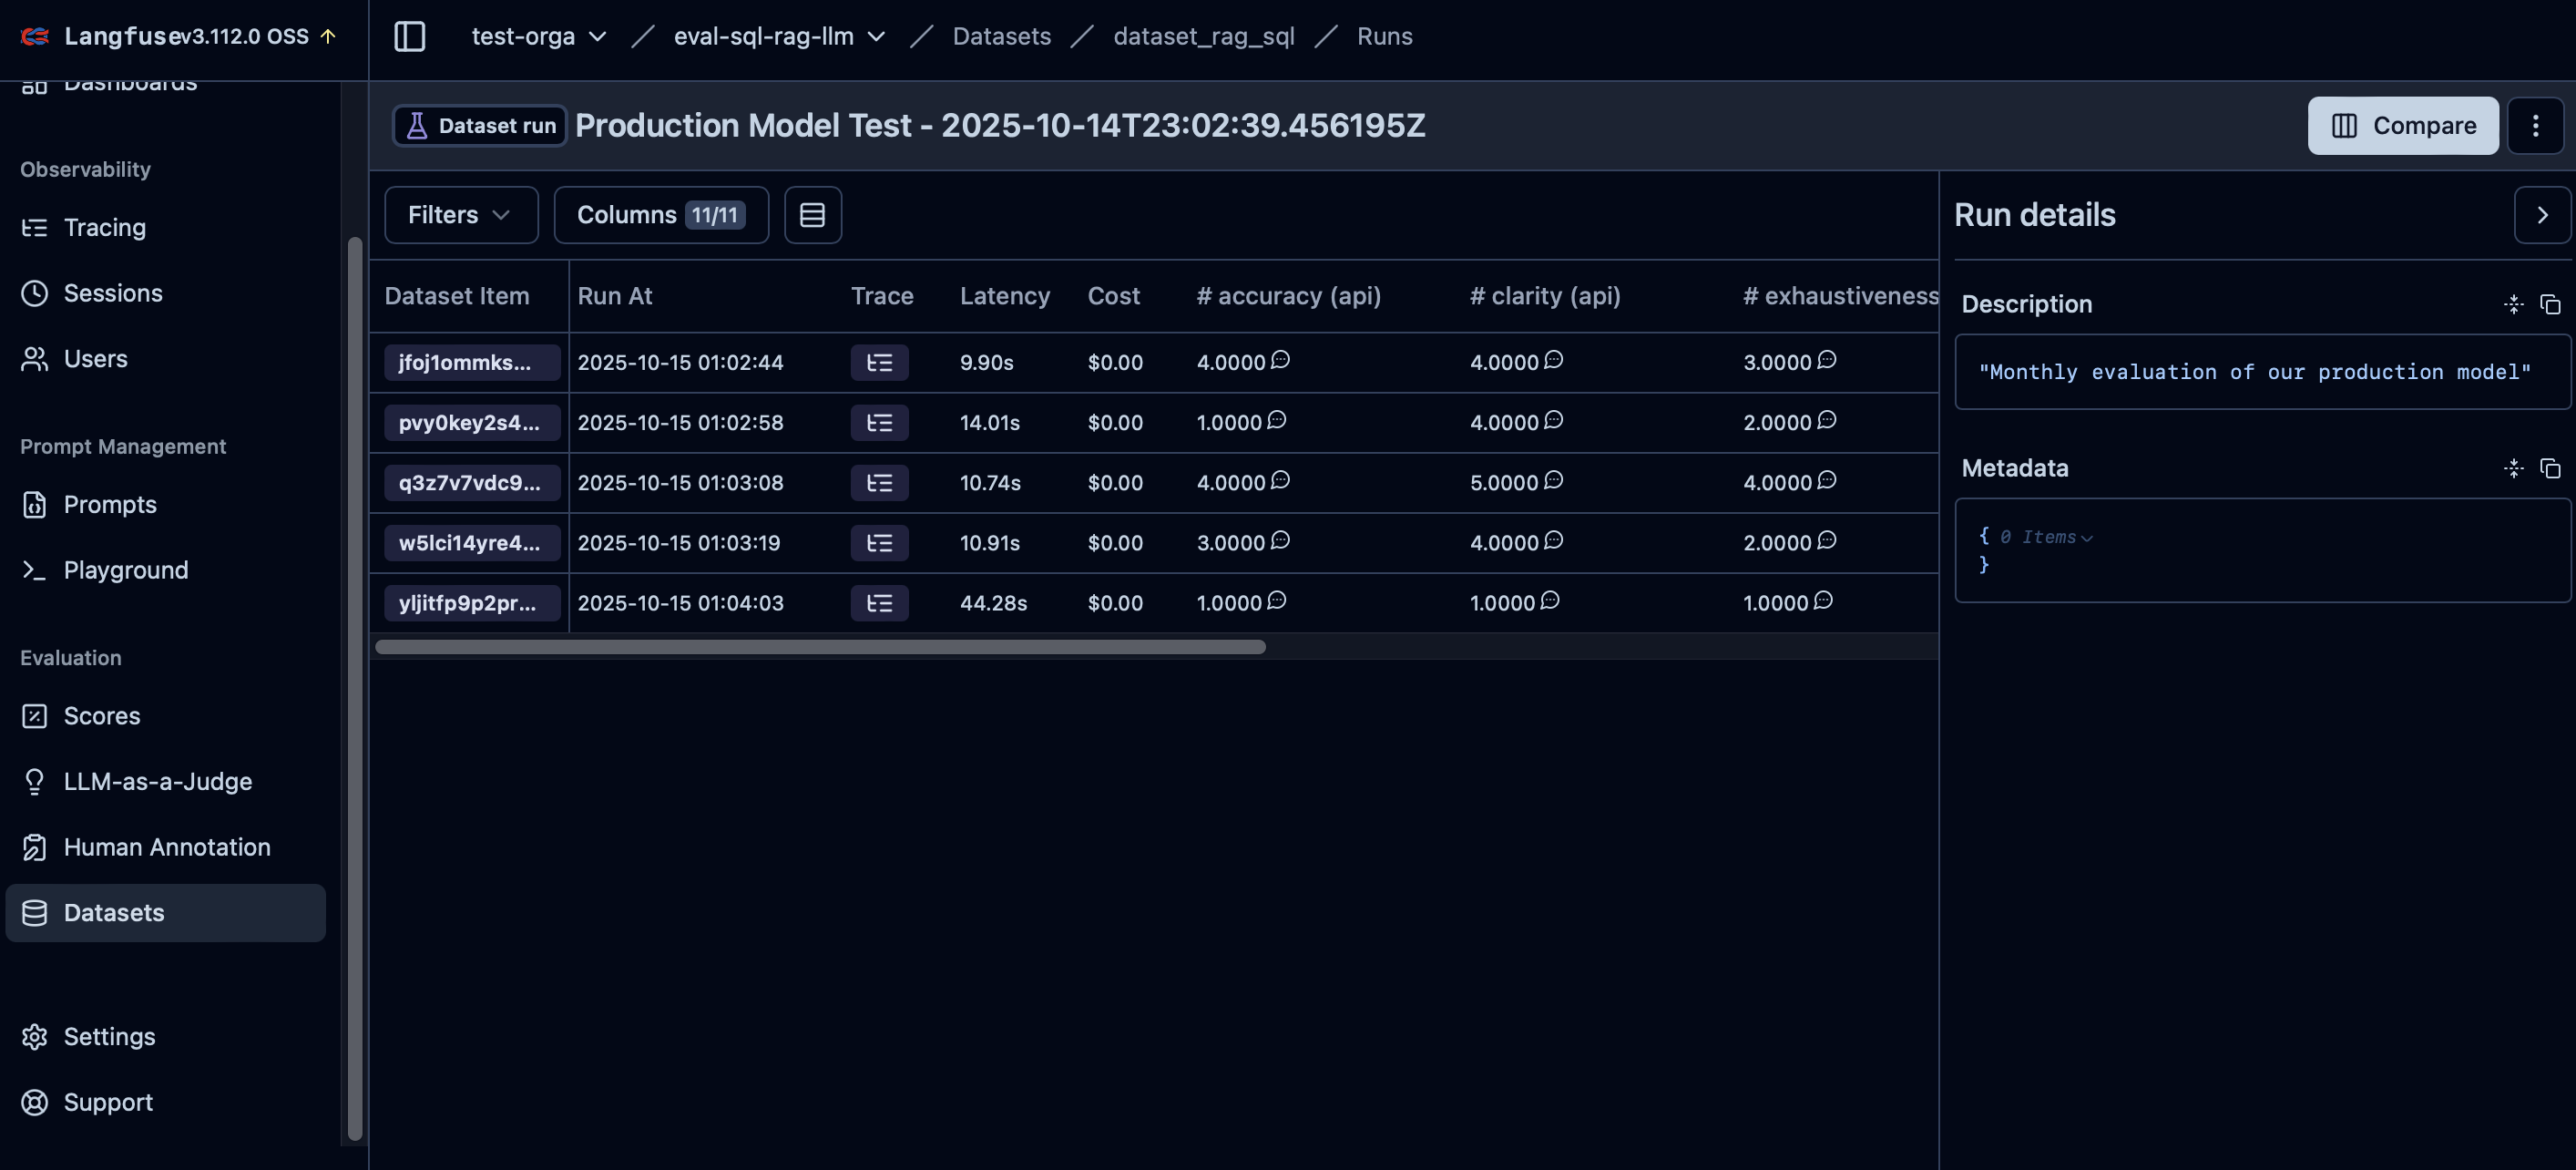 Langfuse v3.112.0 OSS
test-orga / eval-sql-rag-llm / Datasets / dataset_rag_sql / Runs
Dashboards
Observability
Tracing
Sessions
Users
Prompt Management
Prompts
Playground
Evaluation
Scores
LLM-as-a-Judge
Human Annotation
Datasets
Settings
Support
Dataset run Production Model Test - 2025-10-14T23:02:39.456195Z
Compare
Filters Columns 11/11
Dataset Item Run At Trace Latency Cost # accuracy (api) # clarity (api) # exhaustiveness
jfoj1ommks... 2025-10-15 01:02:44 9.90s $0.00 4.0000 4.0000 3.0000
pvy0key2s4... 2025-10-15 01:02:58 14.01s $0.00 1.0000 4.0000 2.0000
q3z7v7vdc9... 2025-10-15 01:03:08 10.74s $0.00 4.0000 5.0000 4.0000
w5lci14yre4... 2025-10-15 01:03:19 10.91s $0.00 3.0000 4.0000 2.0000
yljitfp9p2pr... 2025-10-15 01:04:03 44.28s $0.00 1.0000 1.0000 1.0000
Run details
Description
"Monthly evaluation of our production model"
Metadata
{ 0 Items
}